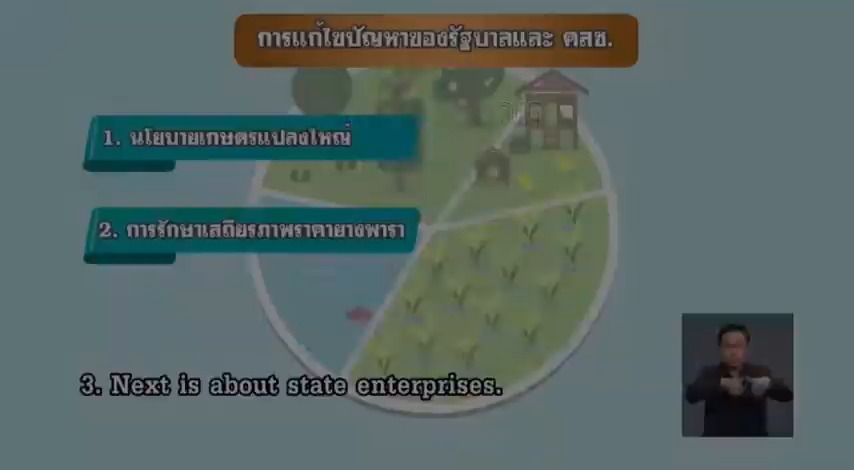 การแก้ไขปัญหาของรัฐบาลและ คสช.
1. นโยบายเกษตรแปลงใหญ่
2. การรักษาเสถียรภาพราคายางพารา
3. Next is about state enterprises.